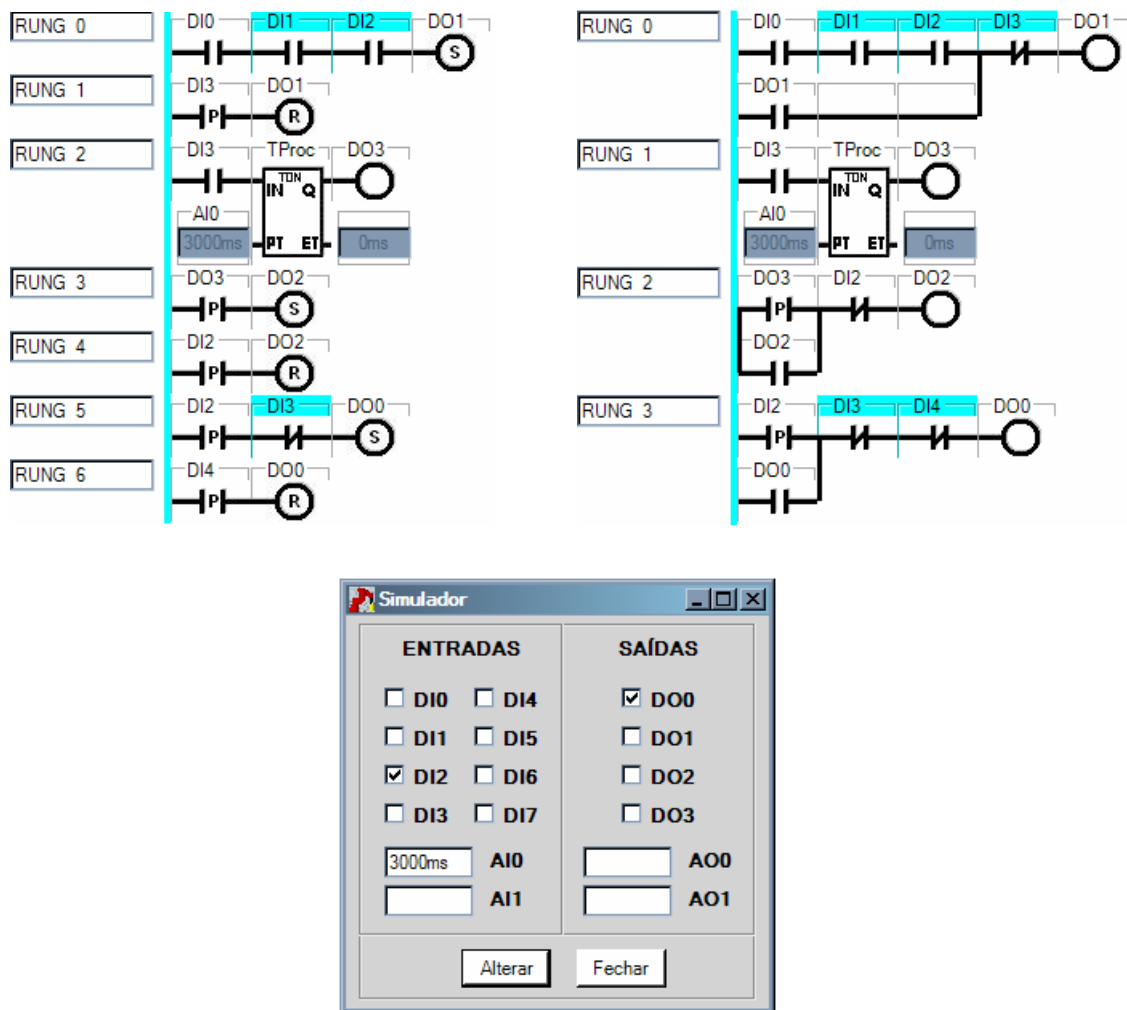 RUNG 0 DI0 DI1 DI2 DO1
S
RUNG 1 DI3 DO1
P R
RUNG 2 DI3 TProc DO3
TON
IN Q
AI0
3000ms PT ET 0ms
RUNG 3 DO3 DO2
P S
RUNG 4 DI2 DO2
P R
RUNG 5 DI2 DI3 DO0
P S
RUNG 6 DI4 DO0
P R
RUNG 0 DI0 DI1 DI2 DI3 DO1
DO1
RUNG 1 DI3 TProc DO3
TON
IN Q
AI0
3000ms PT ET 0ms
RUNG 2 DO3 DI2 DO2
P
DO2
RUNG 3 DI2 DI3 DI4 DO0
P
DO0
Simulador
ENTRADAS
DI0 DI4
DI1 DI5
DI2 DI6
DI3 DI7
3000ms AI0
AI1
SAÍDAS
DO0
DO1
DO2
DO3
AO0
AO1
Alterar Fechar